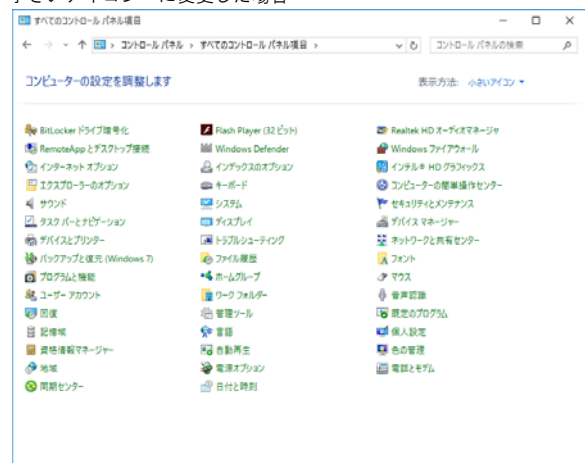 すべてのコントロール パネル項目
コントロール パネル › すべてのコントロール パネル項目 ›
コントロール パネルの検索
コンピューターの設定を調整します
表示方法: 小さいアイコン
BitLocker ドライブ暗号化
Flash Player (32 ビット)
Realtek HD オーディオマネージャ
RemoteApp とデスクトップ接続
Windows Defender
Windows ファイアウォール
インターネット オプション
インデックスのオプション
インテル® HD グラフィックス
エクスプローラーのオプション
キーボード
コンピューターの簡単操作センター
サウンド
システム
セキュリティとメンテナンス
タスク バーとナビゲーション
ディスプレイ
デバイス マネージャー
デバイスとプリンター
トラブルシューティング
ネットワークと共有センター
バックアップと復元 (Windows 7)
ファイル履歴
フォント
プログラムと機能
ホームグループ
マウス
ユーザー アカウント
ワーク フォルダー
音声認識
回復
管理ツール
既定のプログラム
記憶域
言語
個人設定
資格情報マネージャー
自動再生
色の管理
地域
電源オプション
電話とモデム
同期センター
日付と時刻